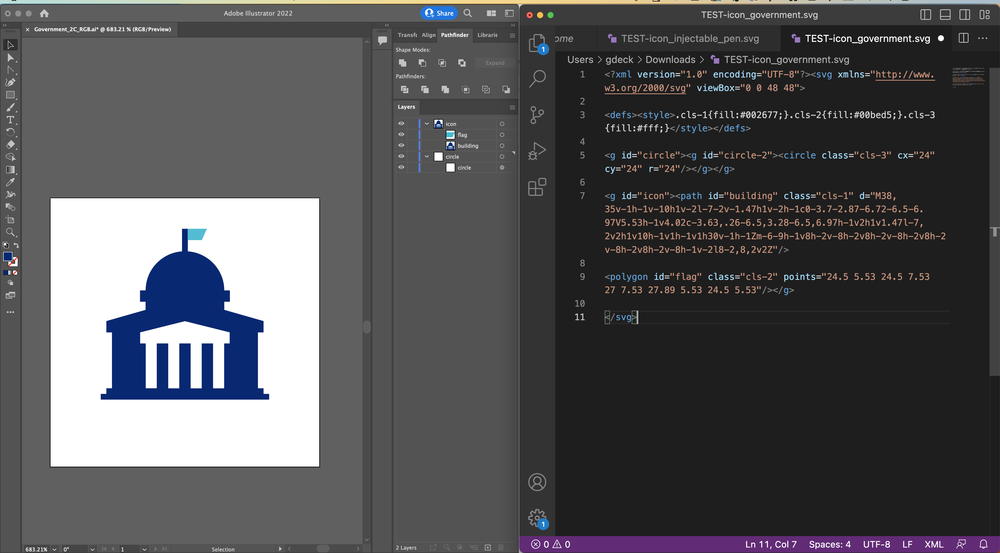 Adobe Illustrator 2022
Share
× Government_2C_RGB.ai* @ 683.21 % (RGB/Preview)
Transfo Align Pathfinder Librarie
Shape Modes:
Expand
Pathfinders:
Layers
icon
flag
building
circle
circle
683.21% 0° 1 Selection
2 Layers
TEST-icon_government.svg
ome TEST-icon_injectable_pen.svg TEST-icon_government.svg
1
Users > gdeck > Downloads > TEST-icon_government.svg
1 <?xml version="1.0" encoding="UTF-8"?><svg xmlns="http://www.
w3.org/2000/svg" viewBox="0 0 48 48">
2
3 <defs><style>.cls-1{fill:#002677;}.cls-2{fill:#00bed5;}.cls-3
{fill:#fff;}</style></defs>
4
5 <g id="circle"><g id="circle-2"><circle class="cls-3" cx="24"
cy="24" r="24"/></g></g>
6
7 <g id="icon"><path id="building" class="cls-1" d="M38,
35v-1h-1v-10h1v-2l-7-2v-1.47h1v-2h-1c0-3.7-2.87-6.72-6.5-6.
97V5.53h-1v4.02c-3.63,.26-6.5,3.28-6.5,6.97h-1v2h1v1.47l-7,
2v2h1v10h-1v1h-1v1h30v-1h-1Zm-6-9h-1v8h-2v-8h-2v8h-2v-8h-2v8h-2
v-8h-2v8h-2v-8h-1v-2l8-2,8,2v2Z"/>
8
9 <polygon id="flag" class="cls-2" points="24.5 5.53 24.5 7.53
27 7.53 27.89 5.53 24.5 5.53"/></g>
10
11 </svg>
1
0 0 Ln 11, Col 7 Spaces: 4 UTF-8 LF XML